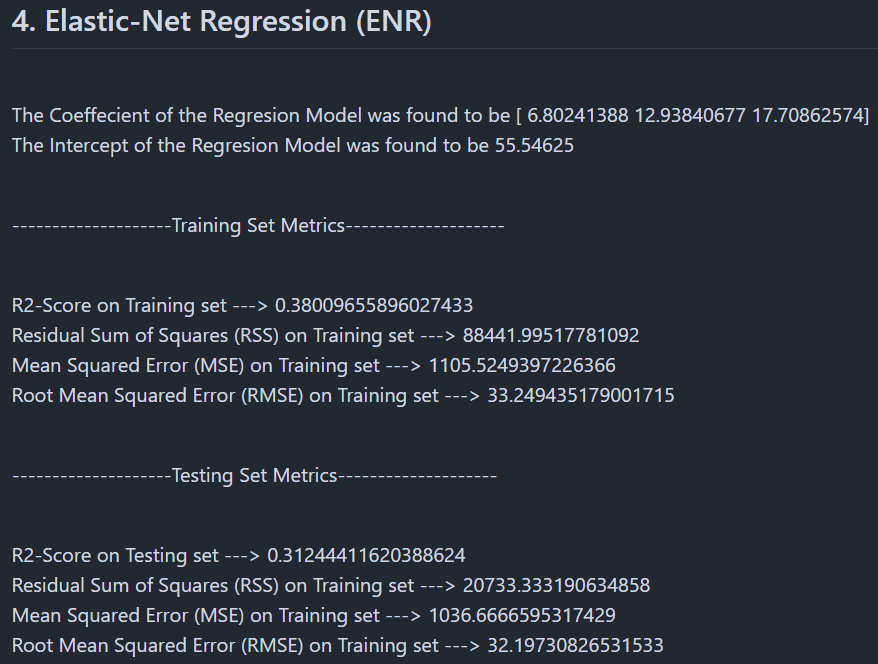 4. Elastic-Net Regression (ENR)
The Coeffecient of the Regresion Model was found to be [ 6.80241388 12.93840677 17.70862574]
The Intercept of the Regresion Model was found to be 55.54625
--------------------Training Set Metrics--------------------
R2-Score on Training set ---> 0.38009655896027433
Residual Sum of Squares (RSS) on Training set ---> 88441.99517781092
Mean Squared Error (MSE) on Training set ---> 1105.5249397226366
Root Mean Squared Error (RMSE) on Training set ---> 33.249435179001715
--------------------Testing Set Metrics--------------------
R2-Score on Testing set ---> 0.31244411620388624
Residual Sum of Squares (RSS) on Training set ---> 20733.333190634858
Mean Squared Error (MSE) on Training set ---> 1036.6666595317429
Root Mean Squared Error (RMSE) on Training set ---> 32.19730826531533